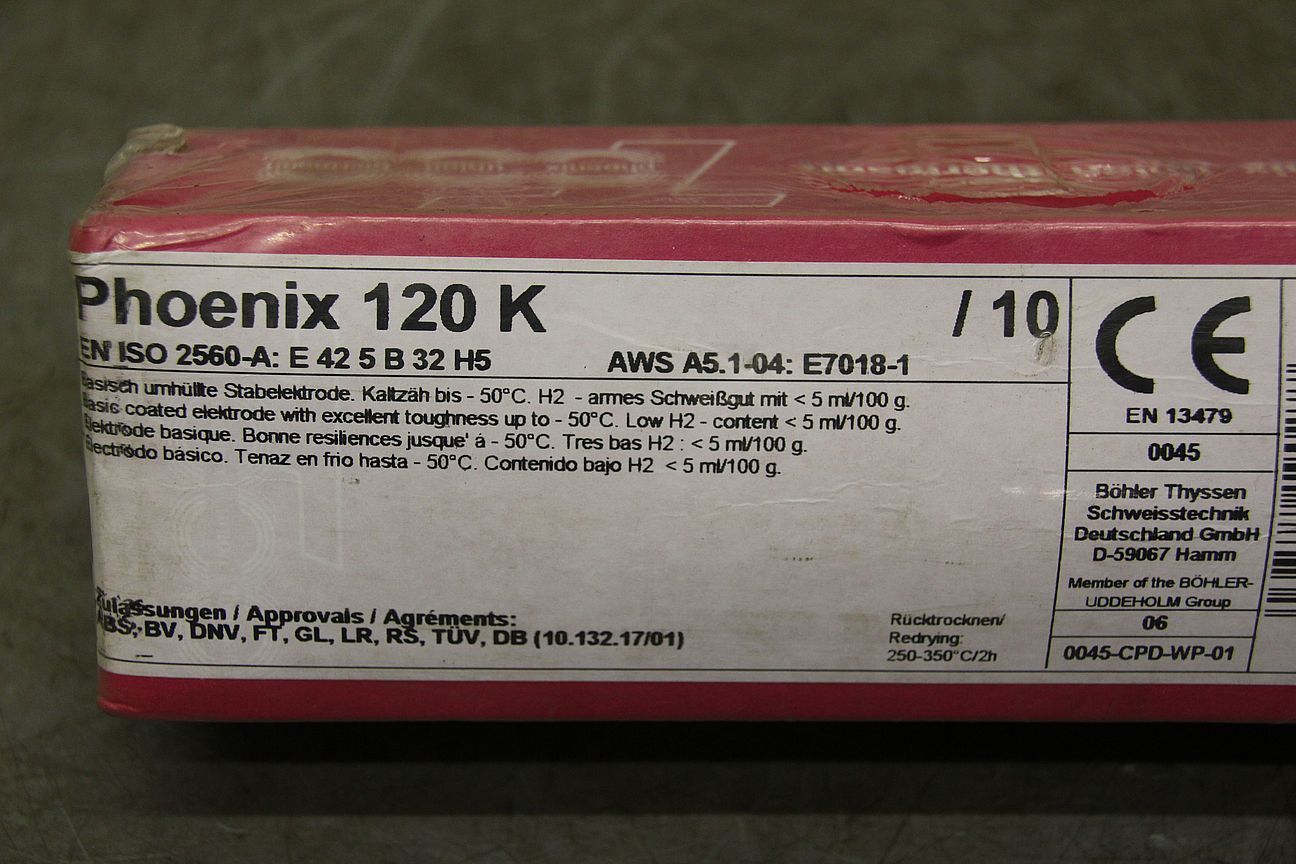 Phoenix 120 K / 10
EN ISO 2560-A: E 42 5 B 32 H5 AWS A5.1-04: E7018-1
Basisch umhüllte Stabelektrode. Kaltzäh bis - 50°C. H2 - armes Schweißgut mit < 5 ml/100 g.
Basic coated elektrode with excellent toughness up to - 50°C. Low H2 - content < 5 ml/100 g.
Elektrode basique. Bonne resiliences jusque' á - 50°C. Tres bas H2 : < 5 ml/100 g.
Electrodo básico. Tenaz en frio hasta - 50°C. Contenido bajo H2 < 5 ml/100 g.
Zulassungen / Approvals / Agréments:
ABS, BV, DNV, FT, GL, LR, RS, TÜV, DB (10.132.17/01)
Rücktrocknen/
Redrying:
250-350°C/2h
CE
EN 13479
0045
Böhler Thyssen
Schweisstechnik
Deutschland GmbH
D-59067 Hamm
Member of the BÖHLER-
UDDEHOLM Group
06
0045-CPD-WP-01